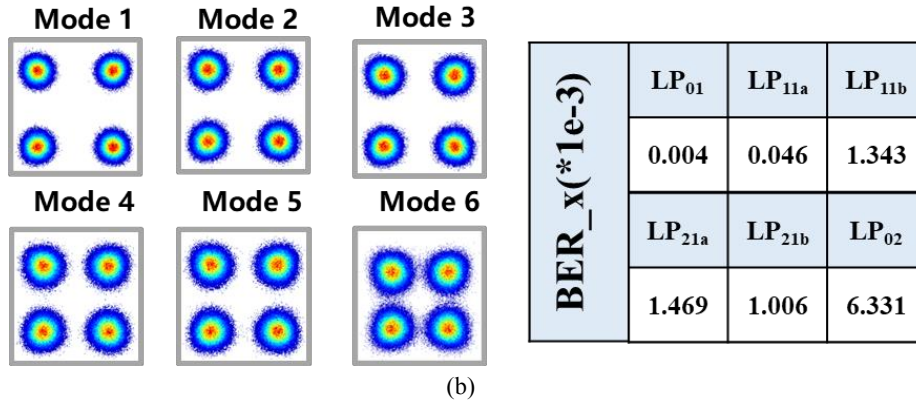 Mode 1 Mode 2 Mode 3
Mode 4 Mode 5 Mode 6
BER_x(*1e-3)
LP₀₁ LP₁₁ₐ LP₁₁b
0.004 0.046 1.343
LP₂₁ₐ LP₂₁b LP₀₂
1.469 1.006 6.331
(b)